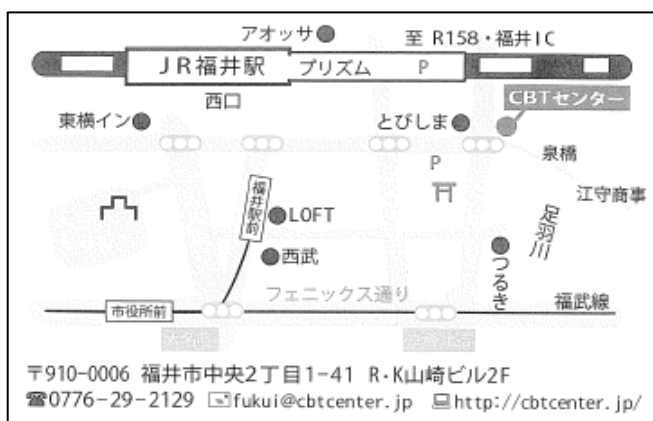 アオッサ
至 R158・福井IC
JR福井駅
プリズム
P
西口
CBTセンター
東横イン
とびしま
泉橋
P
江守商事
福井駅前
LOFT
足羽川
西武
つるき
フェニックス通り
福武線
市役所前
〒910-0006 福井市中央2丁目1-41 R・K山崎ビル2F
☎0776-29-2129 fukui@cbtcenter.jp http://cbtcenter.jp/